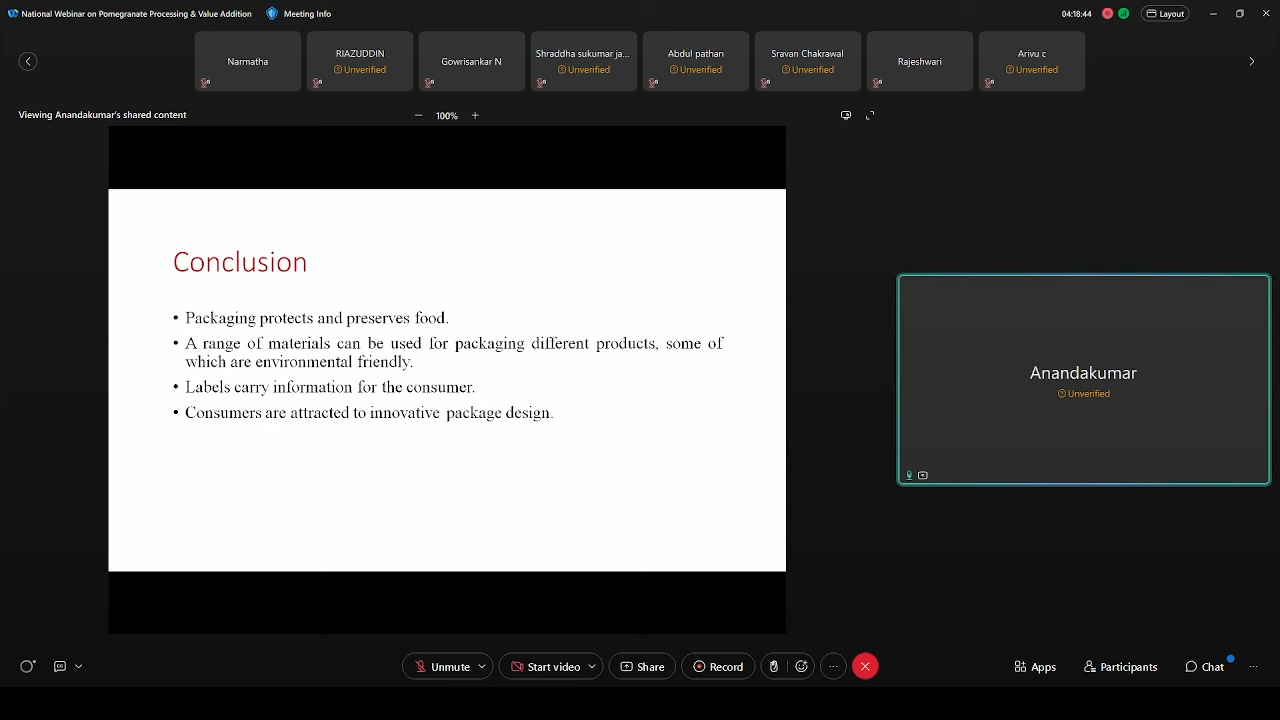 National Webinar on Pomegranate Processing & Value Addition
Meeting Info
04:18:44
Layout
Narmatha
RIAZUDDIN
Unverified
Gowrisankar N
Shraddha sukumar ja...
Unverified
Abdul pathan
Unverified
Sravan Chakrawal
Unverified
Rajeshwari
Arivu c
Unverified
Viewing Anandakumar's shared content
100%
Conclusion
• Packaging protects and preserves food.
• A range of materials can be used for packaging different products, some of
which are environmental friendly.
• Labels carry information for the consumer.
• Consumers are attracted to innovative package design.
Anandakumar
Unverified
Unmute
Start video
Share
Record
Apps
Participants
Chat